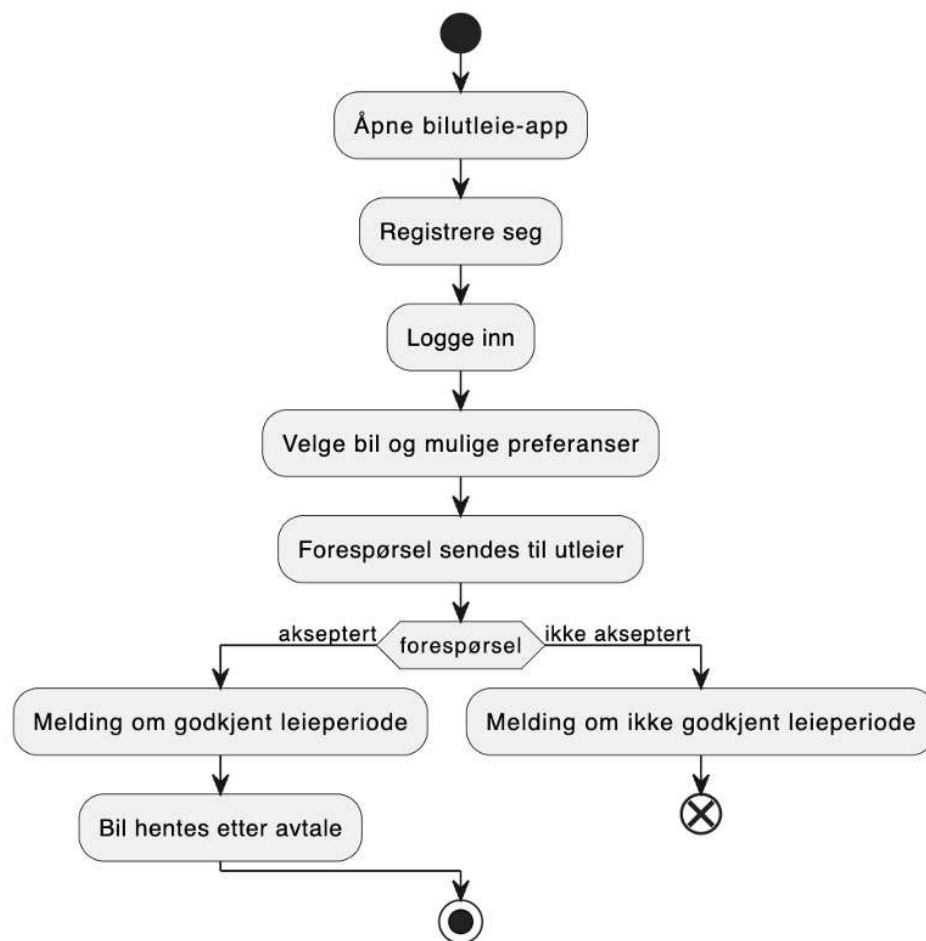 Åpne bilutleie-app
Registrere seg
Logge inn
Velge bil og mulige preferanser
Forespørsel sendes til utleier
akseptert
forespørsel
ikke akseptert
Melding om godkjent leieperiode
Melding om ikke godkjent leieperiode
Bil hentes etter avtale